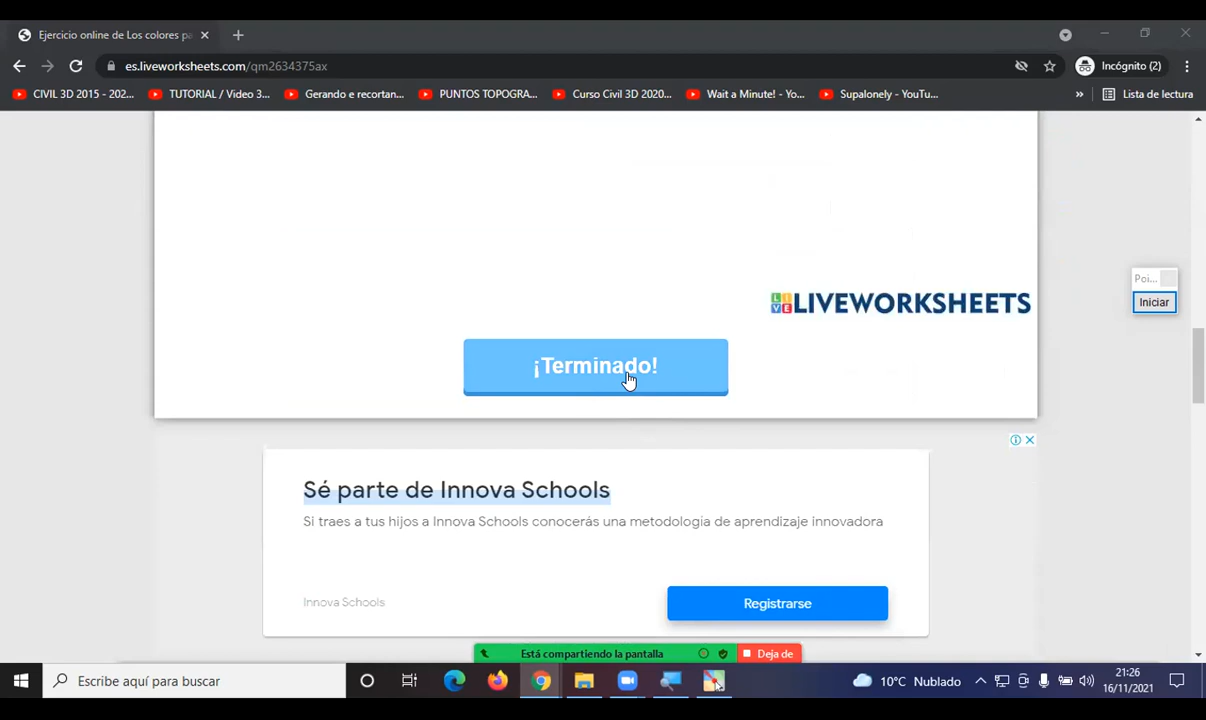 Ejercicio online de Los colores pa
es.liveworksheets.com/qm2634375ax
Incógnito (2)
CIVIL 3D 2015 - 202...
TUTORIAL / Video 3...
Gerando e recortan...
PUNTOS TOPOGRA...
Curso Civil 3D 2020...
Wait a Minute! - Yo...
Supalonely - YouTu...
»
Lista de lectura
Poi...
Iniciar
LIVE LIVEWORKSHEETS
¡Terminado!
Sé parte de Innova Schools
Si traes a tus hijos a Innova Schools conocerás una metodología de aprendizaje innovadora
Innova Schools
Registrarse
Está compartiendo la pantalla
Deja de
Escribe aquí para buscar
10°C Nublado
21:26
16/11/2021